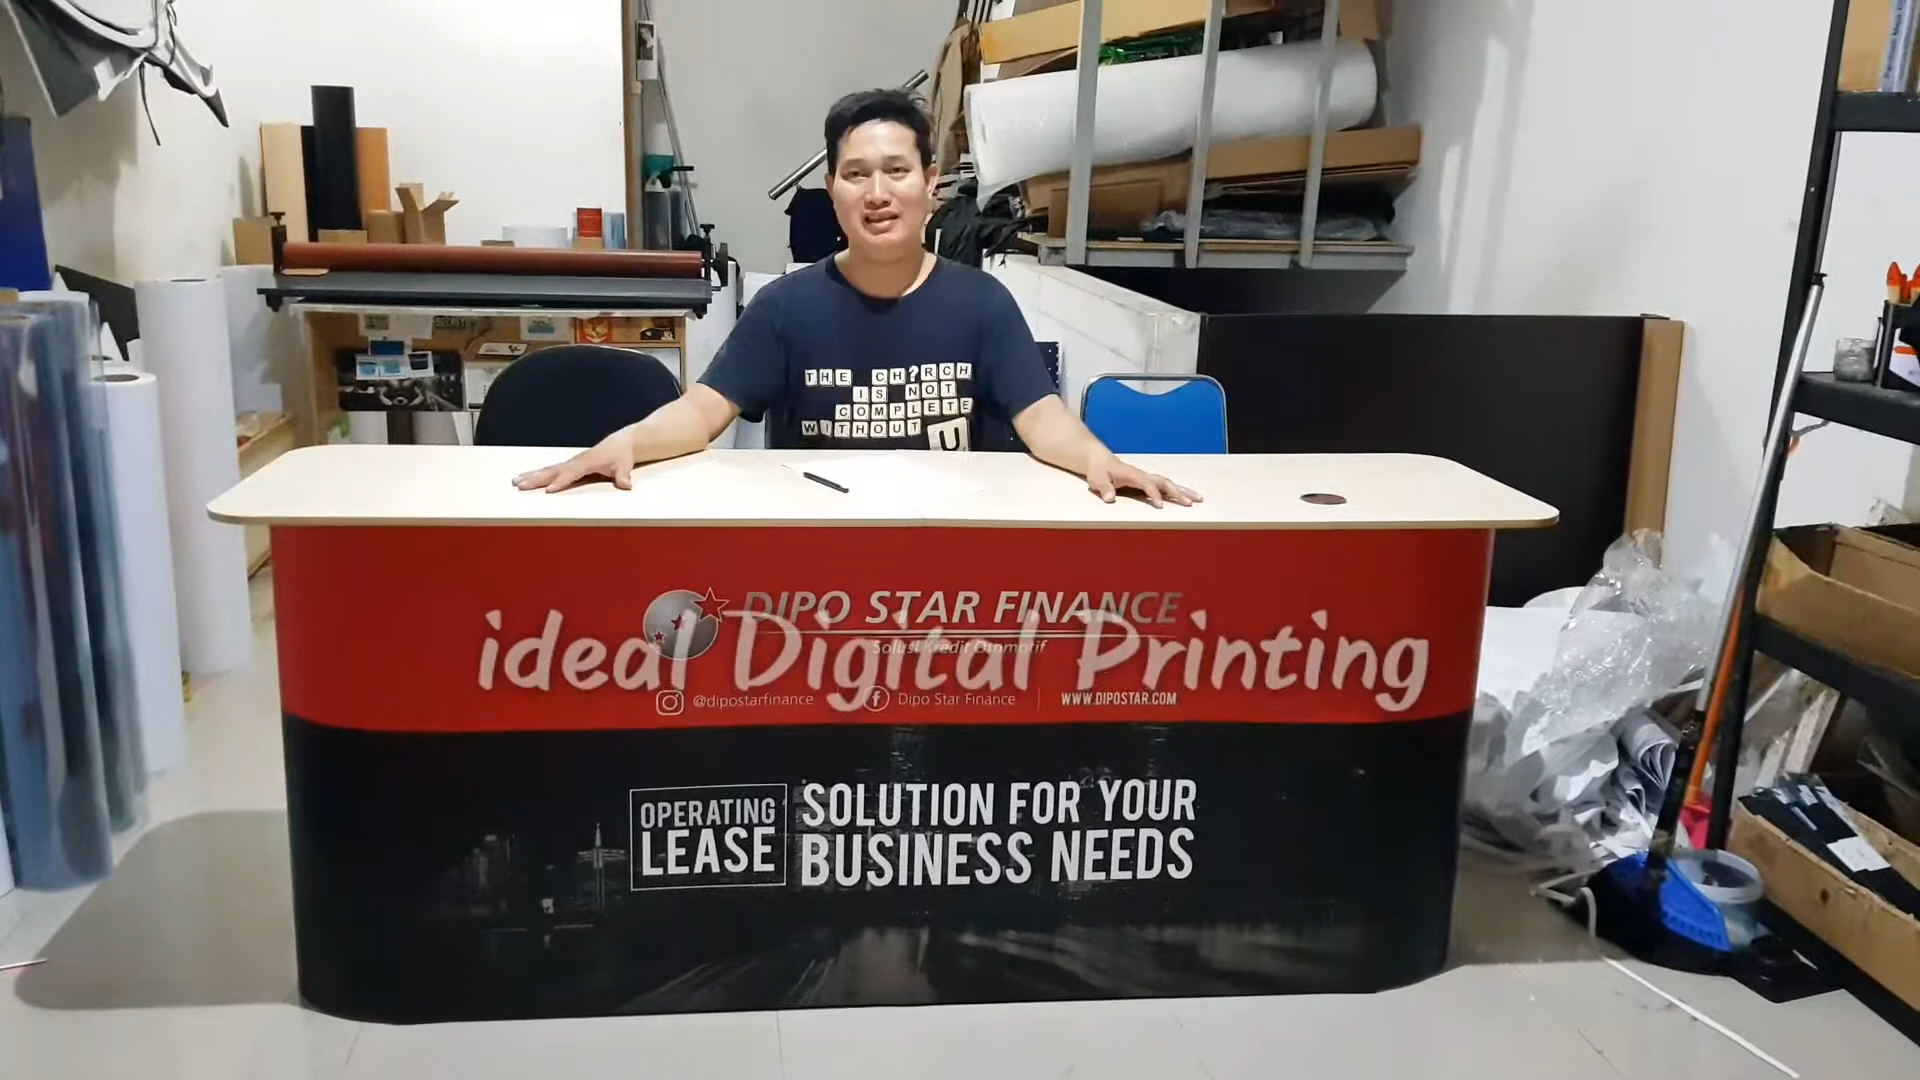 SECRET
THE CH?RCH
IS NOT
COMPLETE
WITHOUT
U
DIPO STAR FINANCE
Solusi Kredit Otomotif
ideal Digital Printing
@dipostarfinance
Dipo Star Finance
WWW.DIPOSTAR.COM
OPERATING
LEASE
SOLUTION FOR YOUR
BUSINESS NEEDS